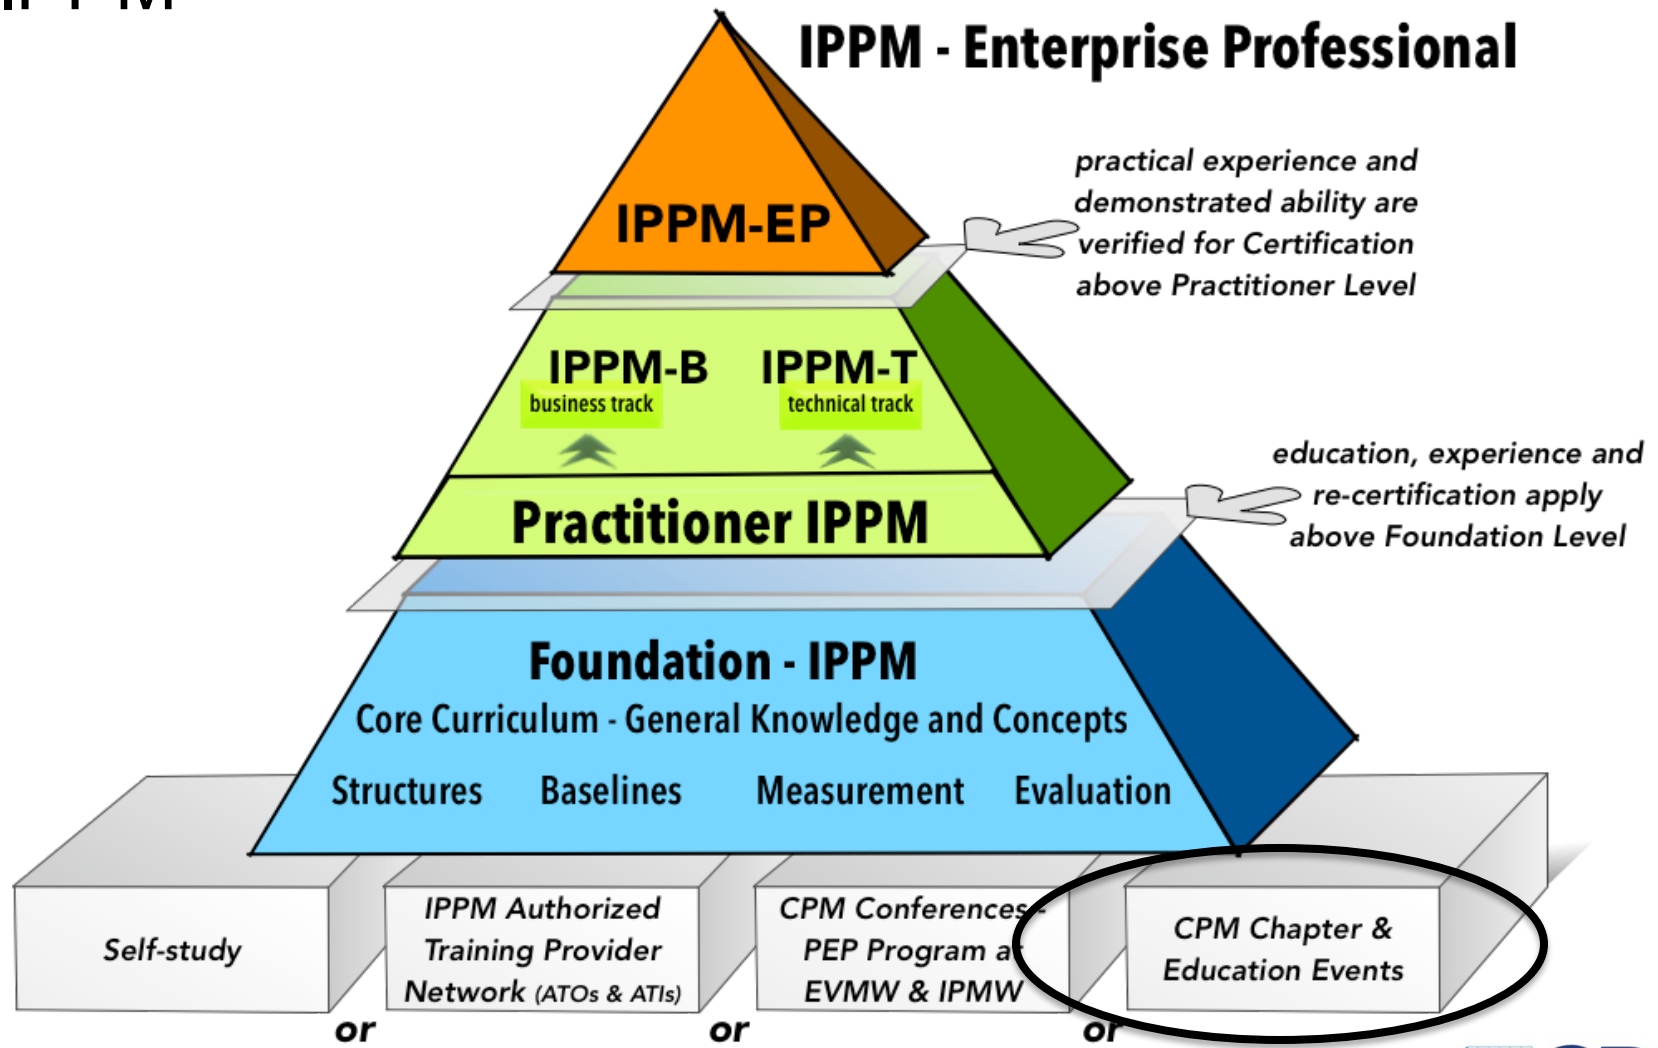 IPPM - Enterprise Professional
practical experience and
demonstrated ability are
verified for Certification
above Practitioner Level
IPPM-EP
IPPM-B IPPM-T
business track technical track
education, experience and
re-certification apply
above Foundation Level
Practitioner IPPM
Foundation - IPPM
Core Curriculum - General Knowledge and Concepts
Structures Baselines Measurement Evaluation
Self-study
IPPM Authorized
Training Provider
Network (ATOs & ATIs)
CPM Conferences -
PEP Program at
EVMW & IPMW
CPM Chapter &
Education Events
or or or